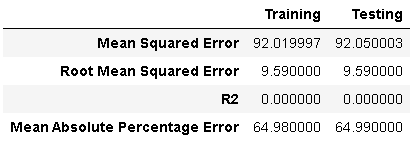 Training Testing
Mean Squared Error 92.019997 92.050003
Root Mean Squared Error 9.590000 9.590000
R2 0.000000 0.000000
Mean Absolute Percentage Error 64.980000 64.990000